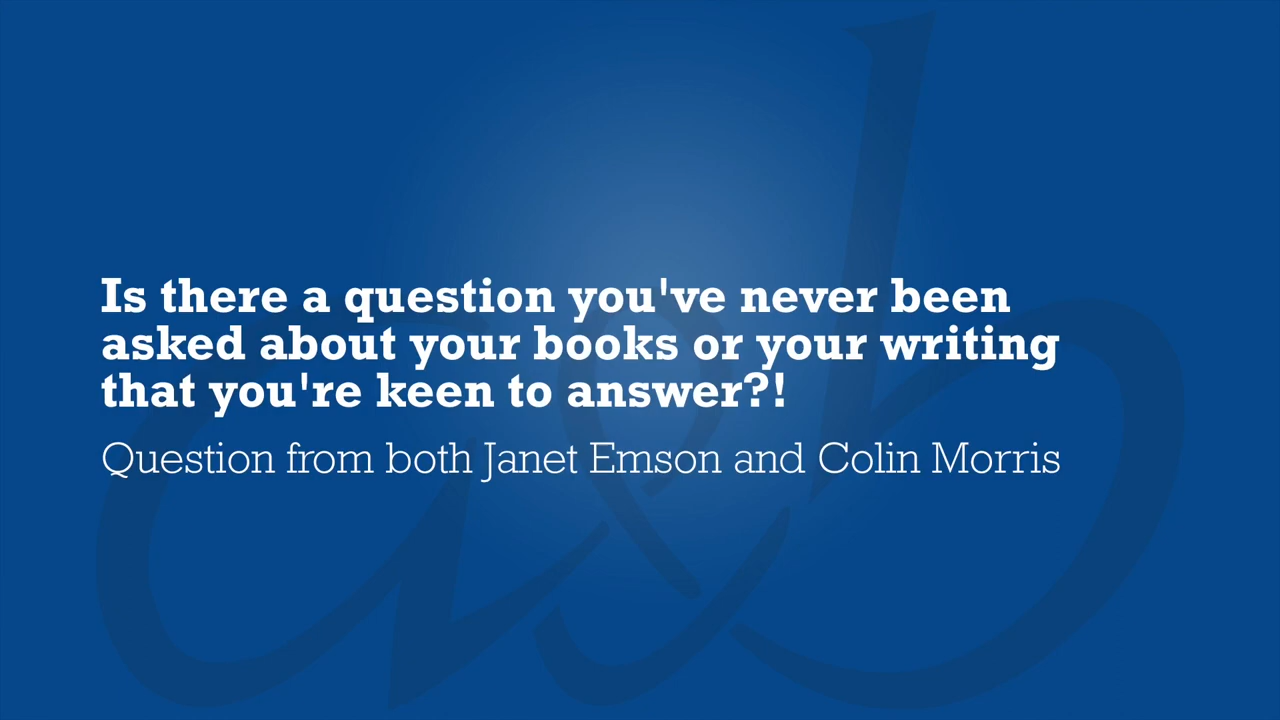 Is there a question you've never been
asked about your books or your writing
that you're keen to answer?!
Question from both Janet Emson and Colin Morris
a&b